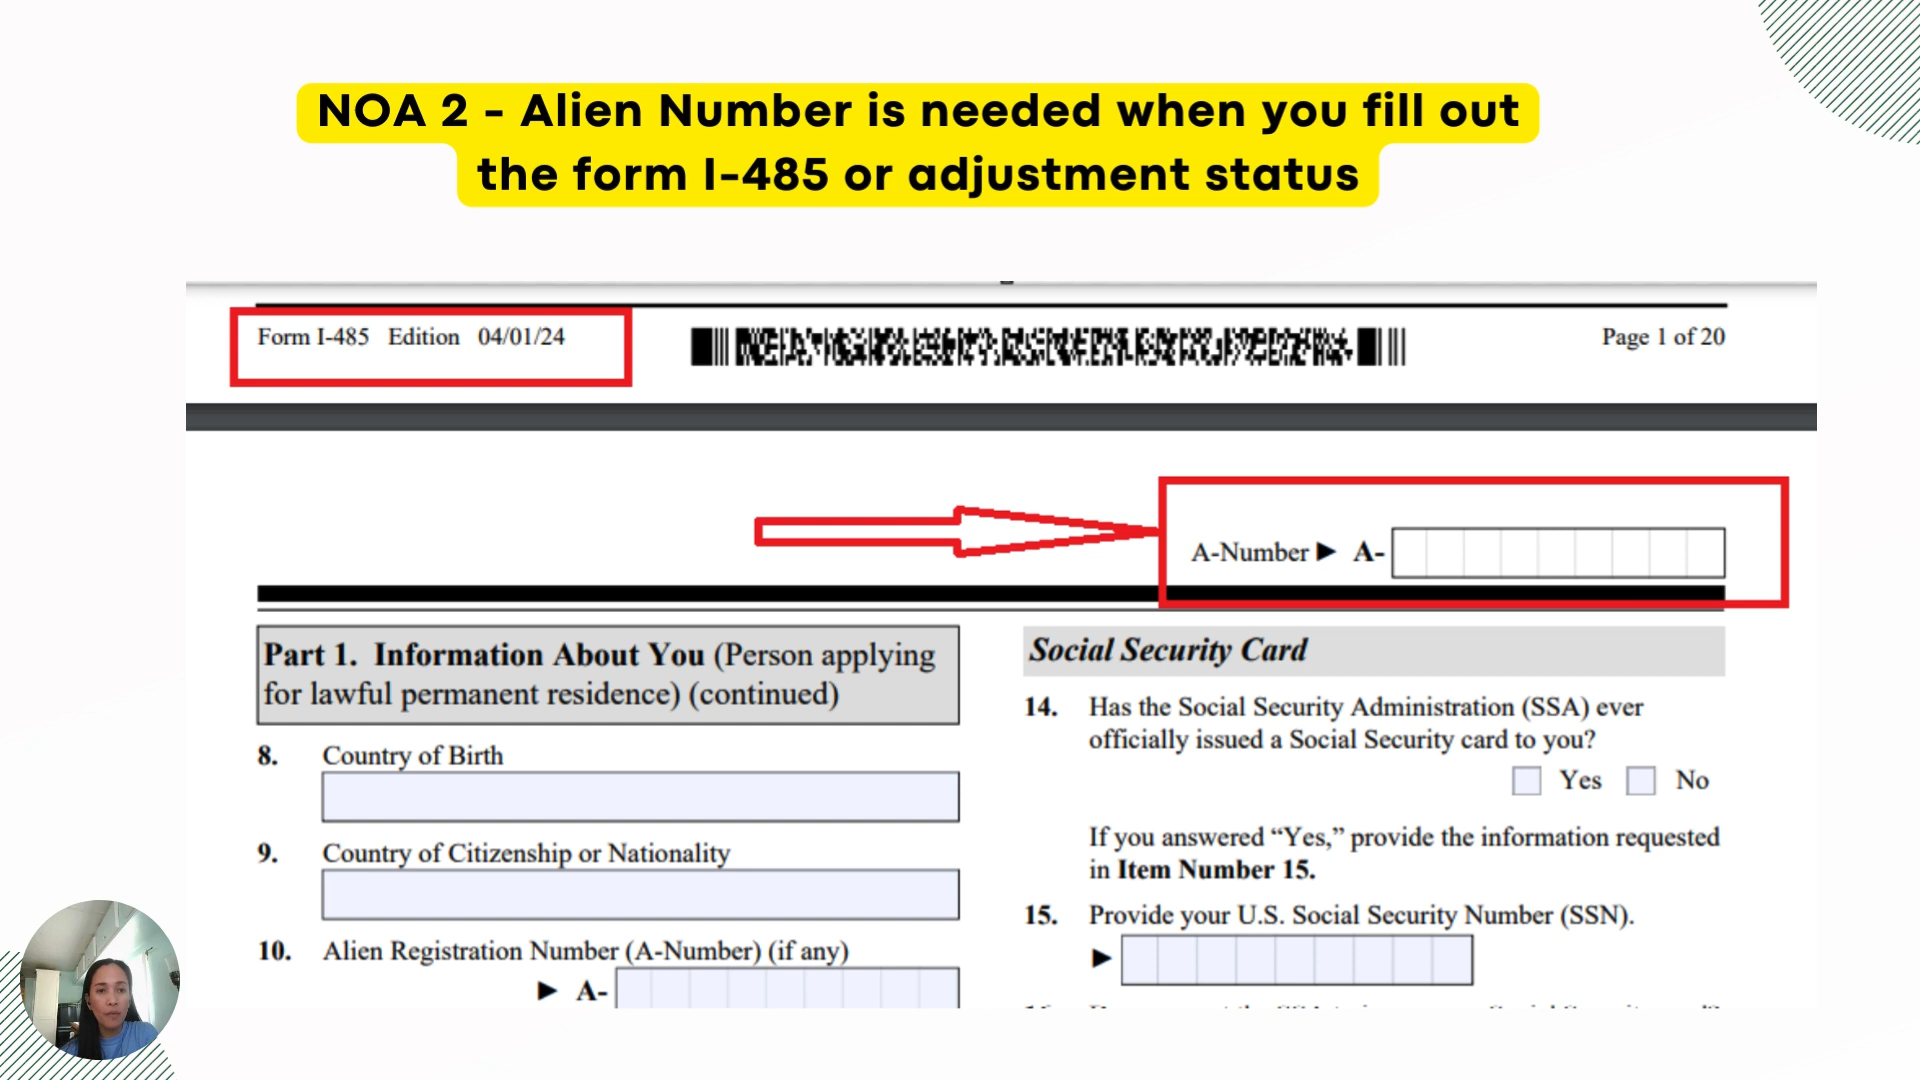 NOA 2 - Alien Number is needed when you fill out
the form I-485 or adjustment status
Form I-485 Edition 04/01/24
Page 1 of 20
A-Number ▶ A-
Part 1. Information About You (Person applying
for lawful permanent residence) (continued)
8. Country of Birth
9. Country of Citizenship or Nationality
10. Alien Registration Number (A-Number) (if any)
▶ A-
Social Security Card
14. Has the Social Security Administration (SSA) ever
officially issued a Social Security card to you?
Yes No
If you answered “Yes,” provide the information requested
in Item Number 15.
15. Provide your U.S. Social Security Number (SSN).
▶